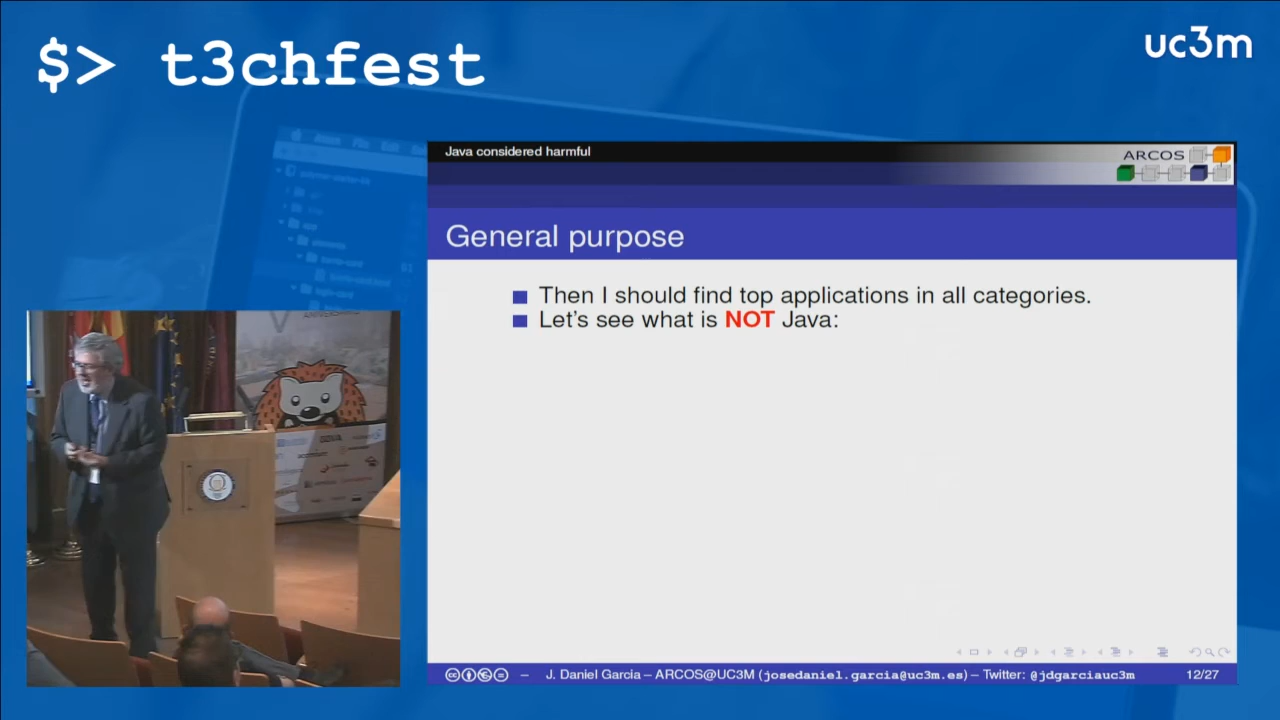 $> t3chfest
uc3m
Java considered harmful
ARCOS
General purpose
Then I should find top applications in all categories.
Let's see what is NOT Java:
J. Daniel Garcia – ARCOS@UC3M (josedaniel.garcia@uc3m.es) – Twitter: @jdgarciauc3m
12/27